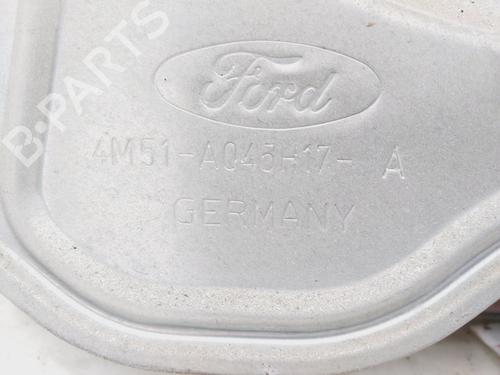 B-PARTS
Ford
4M51-A045H17- A
GERMANY